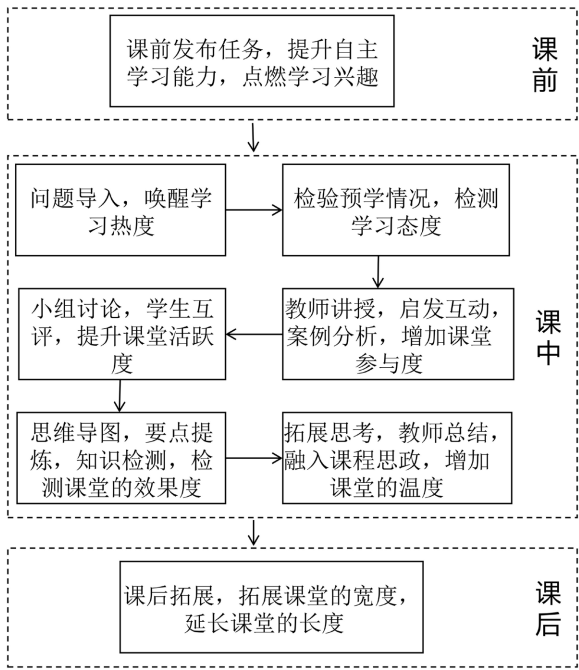 课前发布任务，提升自主
学习能力，点燃学习兴趣
课前
问题导入，唤醒学
习热度
检验预学情况，检测
学习态度
教师讲授，启发互动，
案例分析，增加课堂
参与度
小组讨论，学生互
评，提升课堂活跃
度
思维导图，要点提
炼，知识检测，检
测课堂的效果度
拓展思考，教师总结，
融入课程思政，增加
课堂的温度
课中
课后拓展，拓展课堂的宽度，
延长课堂的长度
课后